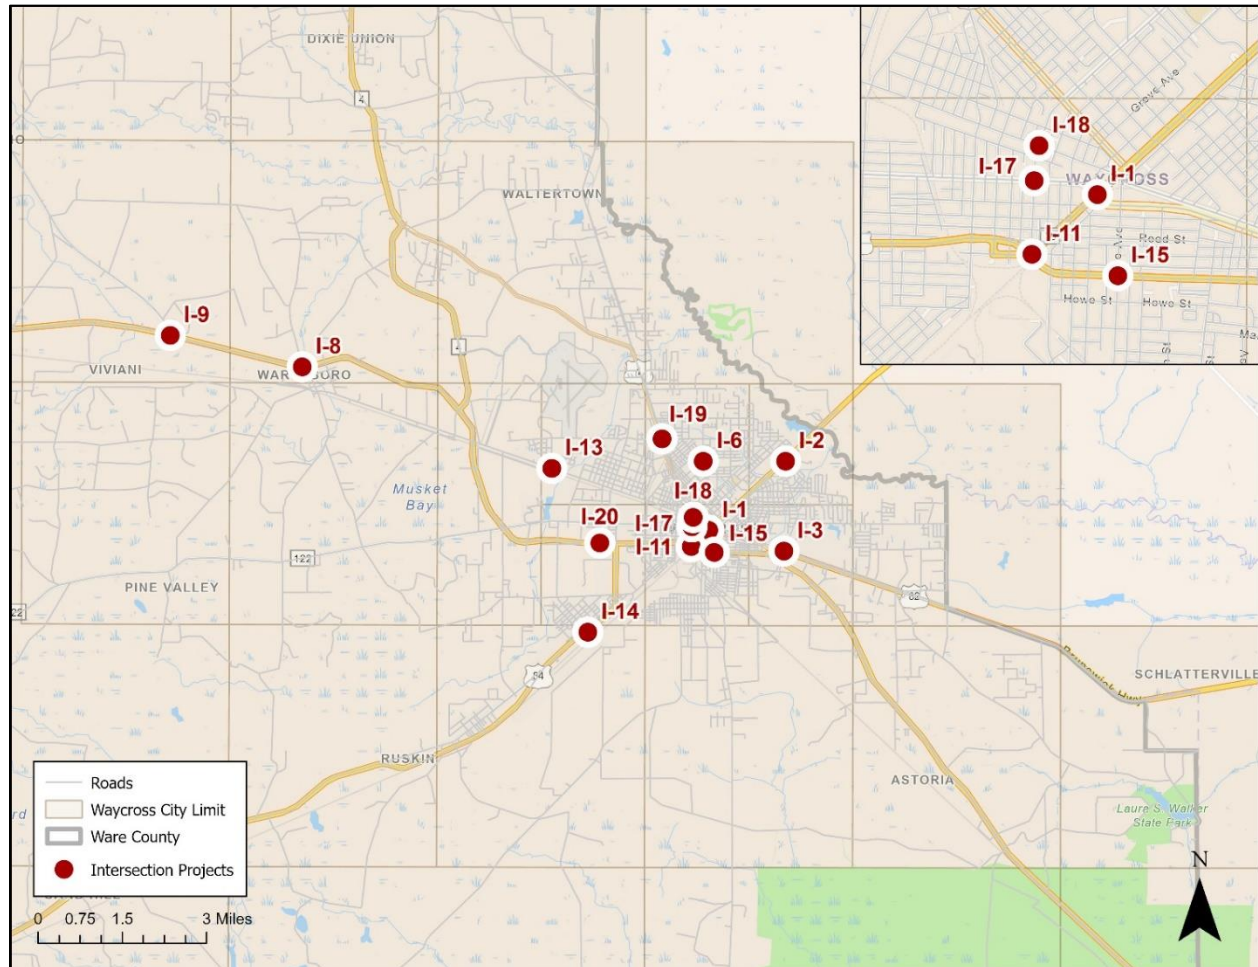 DIXIE UNION
4
WALTERTOWN
Grove Ave
I-18
I-17
WAYCROSS
I-1
I-11
Reed St
I-15
Howe St
Howe St
I-9
I-8
VIVIANI
4
I-19
I-13
I-6
I-2
Musket
Bay
I-18
I-1
I-20
I-17
I-15
I-3
I-11
122
PINE VALLEY
82
I-14
SCHLATTERVILLE
84
RUSKIN
ASTORIA
Laura S. Walker
State Park
Roads
Waycross City Limit
Ware County
Intersection Projects
N
0 0.75 1.5 3 Miles